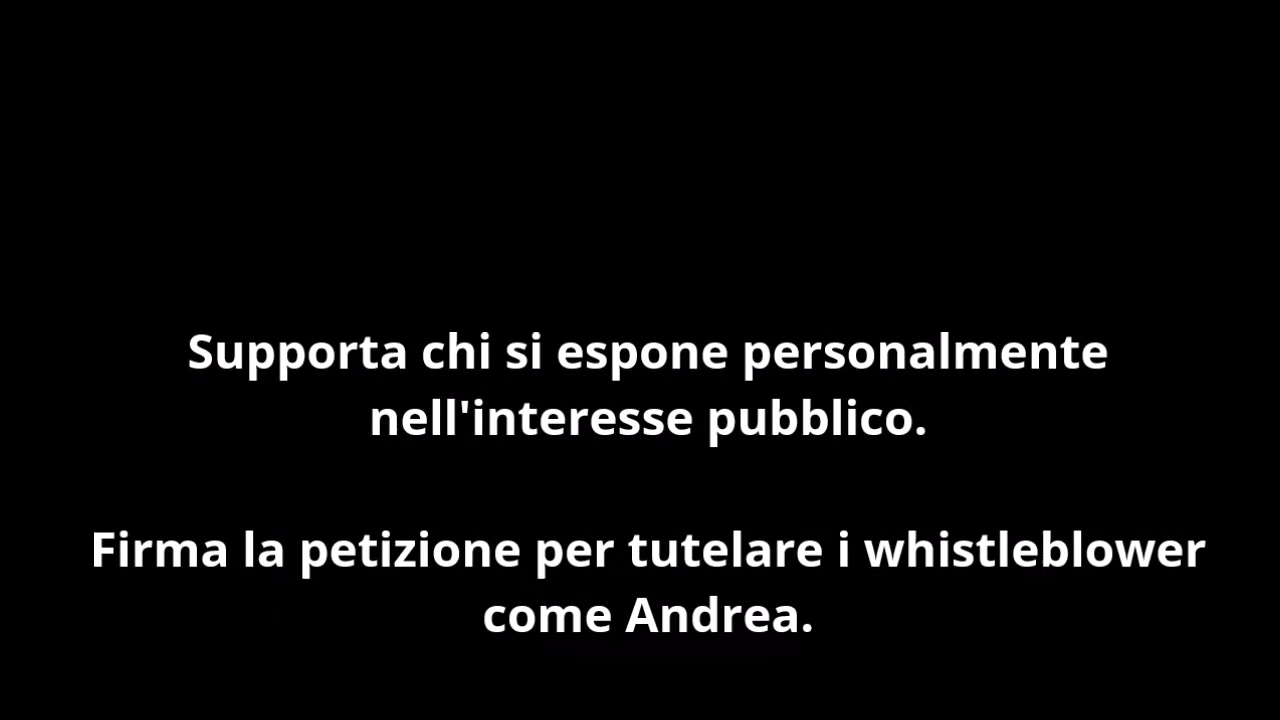 Supporta chi si espone personalmente
nell'interesse pubblico.
Firma la petizione per tutelare i whistleblower
come Andrea.